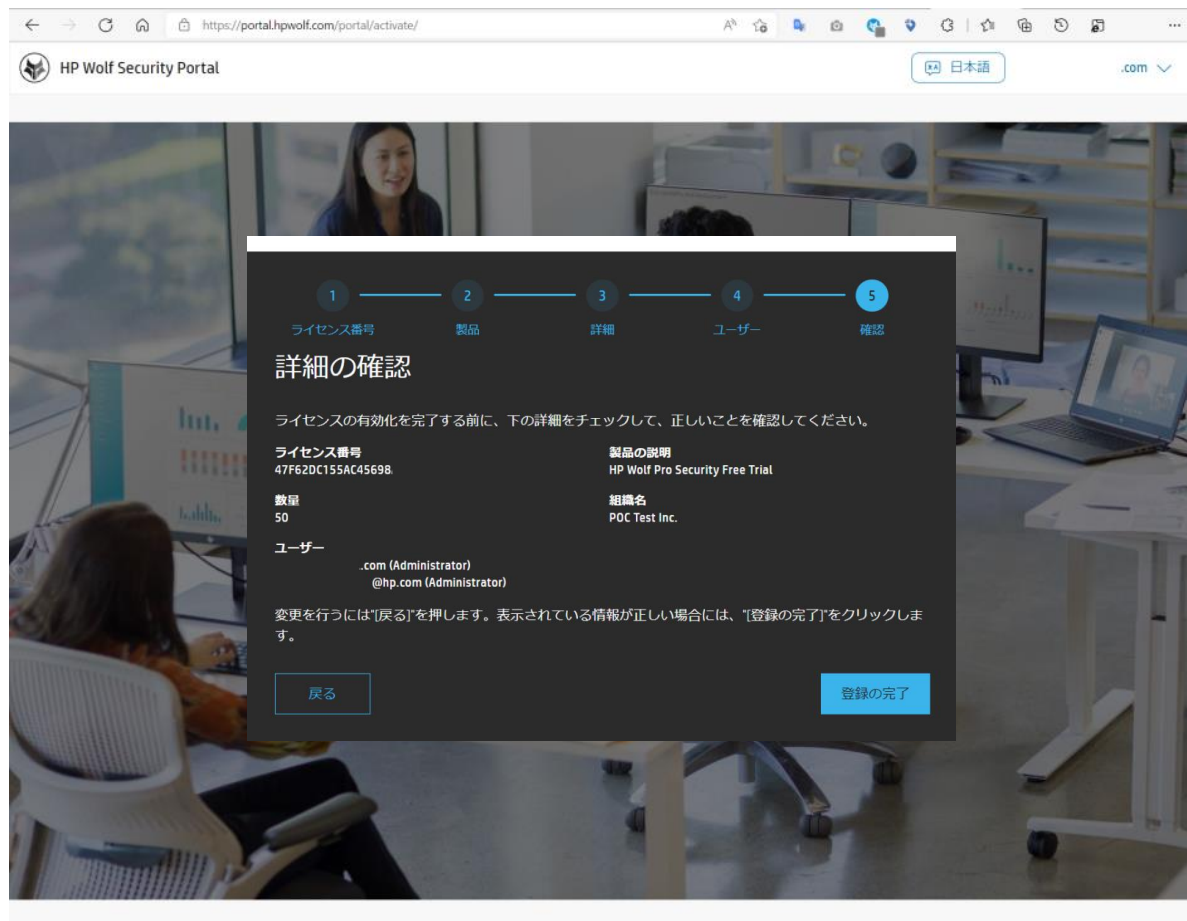 https://portal.hpwolf.com/portal/activate/
HP Wolf Security Portal
日本語
.com
1
2
3
4
5
ライセンス番号
製品
詳細
ユーザー
確認
詳細の確認
ライセンスの有効化を完了する前に、下の詳細をチェックして、正しいことを確認してください。
ライセンス番号
47F62DC155AC45698
製品の説明
HP Wolf Pro Security Free Trial
数量
50
組織名
POC Test Inc.
ユーザー
.com (Administrator)
@hp.com (Administrator)
変更を行うには"[戻る]"を押します。表示されている情報が正しい場合には、"[登録の完了]"をクリックしま
す。
戻る
登録の完了